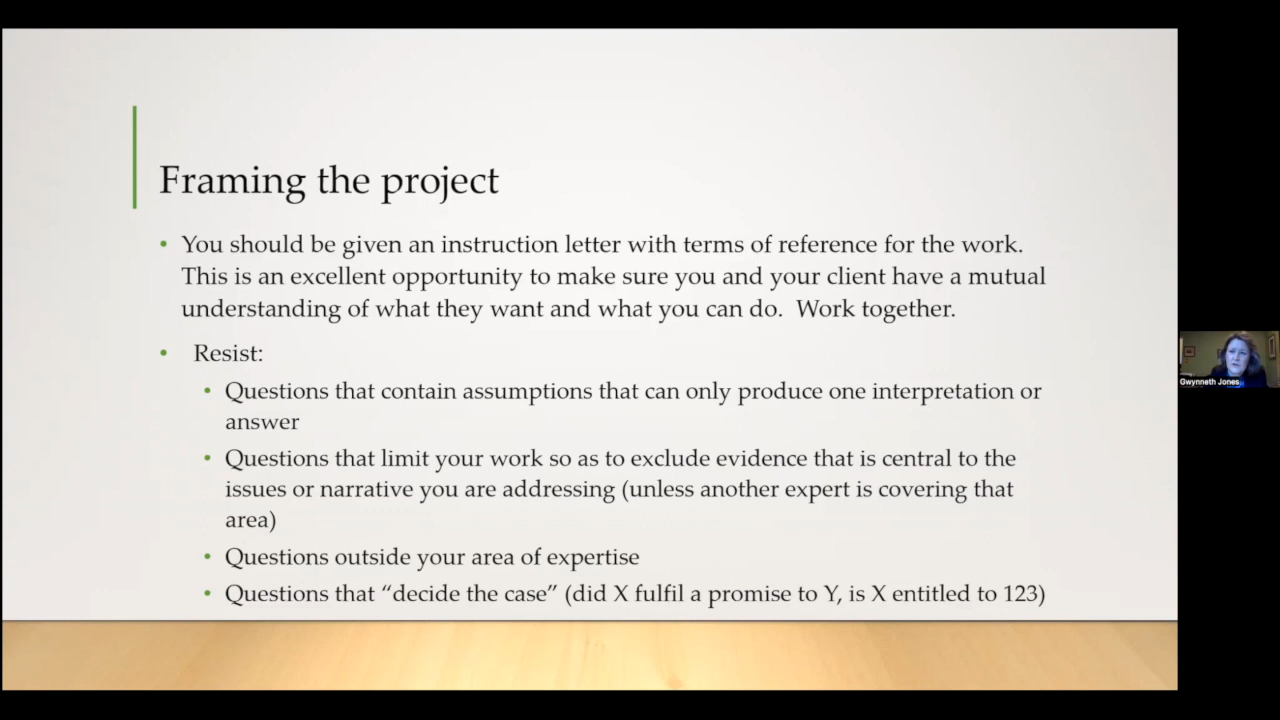 Framing the project
• You should be given an instruction letter with terms of reference for the work.
This is an excellent opportunity to make sure you and your client have a mutual
understanding of what they want and what you can do.  Work together.
• Resist:
• Questions that contain assumptions that can only produce one interpretation or
answer
• Questions that limit your work so as to exclude evidence that is central to the
issues or narrative you are addressing (unless another expert is covering that
area)
• Questions outside your area of expertise
• Questions that “decide the case” (did X fulfil a promise to Y, is X entitled to 123)
Gwynneth Jones